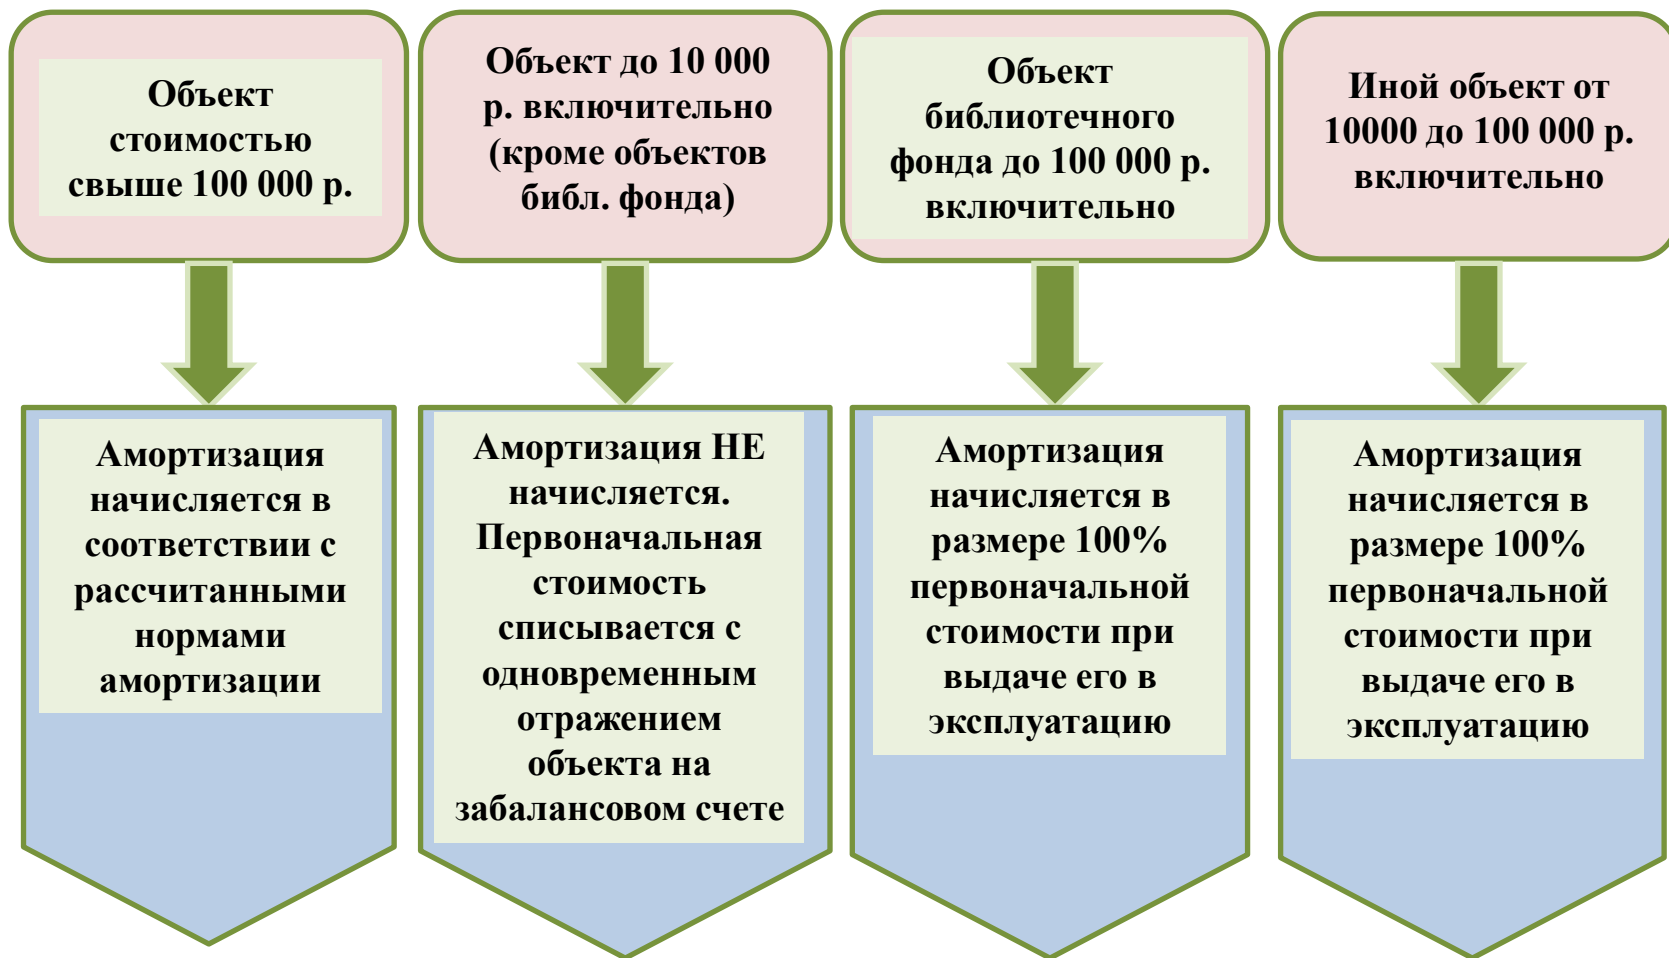 Объект
стоимостью
свыше 100 000 р.
Объект до 10 000
р. включительно
(кроме объектов
библ. фонда)
Объект
библиотечного
фонда до 100 000 р.
включительно
Иной объект от
10000 до 100 000 р.
включительно
Амортизация
начисляется в
соответствии с
рассчитанными
нормами
амортизации
Амортизация НЕ
начисляется.
Первоначальная
стоимость
списывается с
одновременным
отражением
объекта на
забалансовом счете
Амортизация
начисляется в
размере 100%
первоначальной
стоимости при
выдаче его в
эксплуатацию
Амортизация
начисляется в
размере 100%
первоначальной
стоимости при
выдаче его в
эксплуатацию